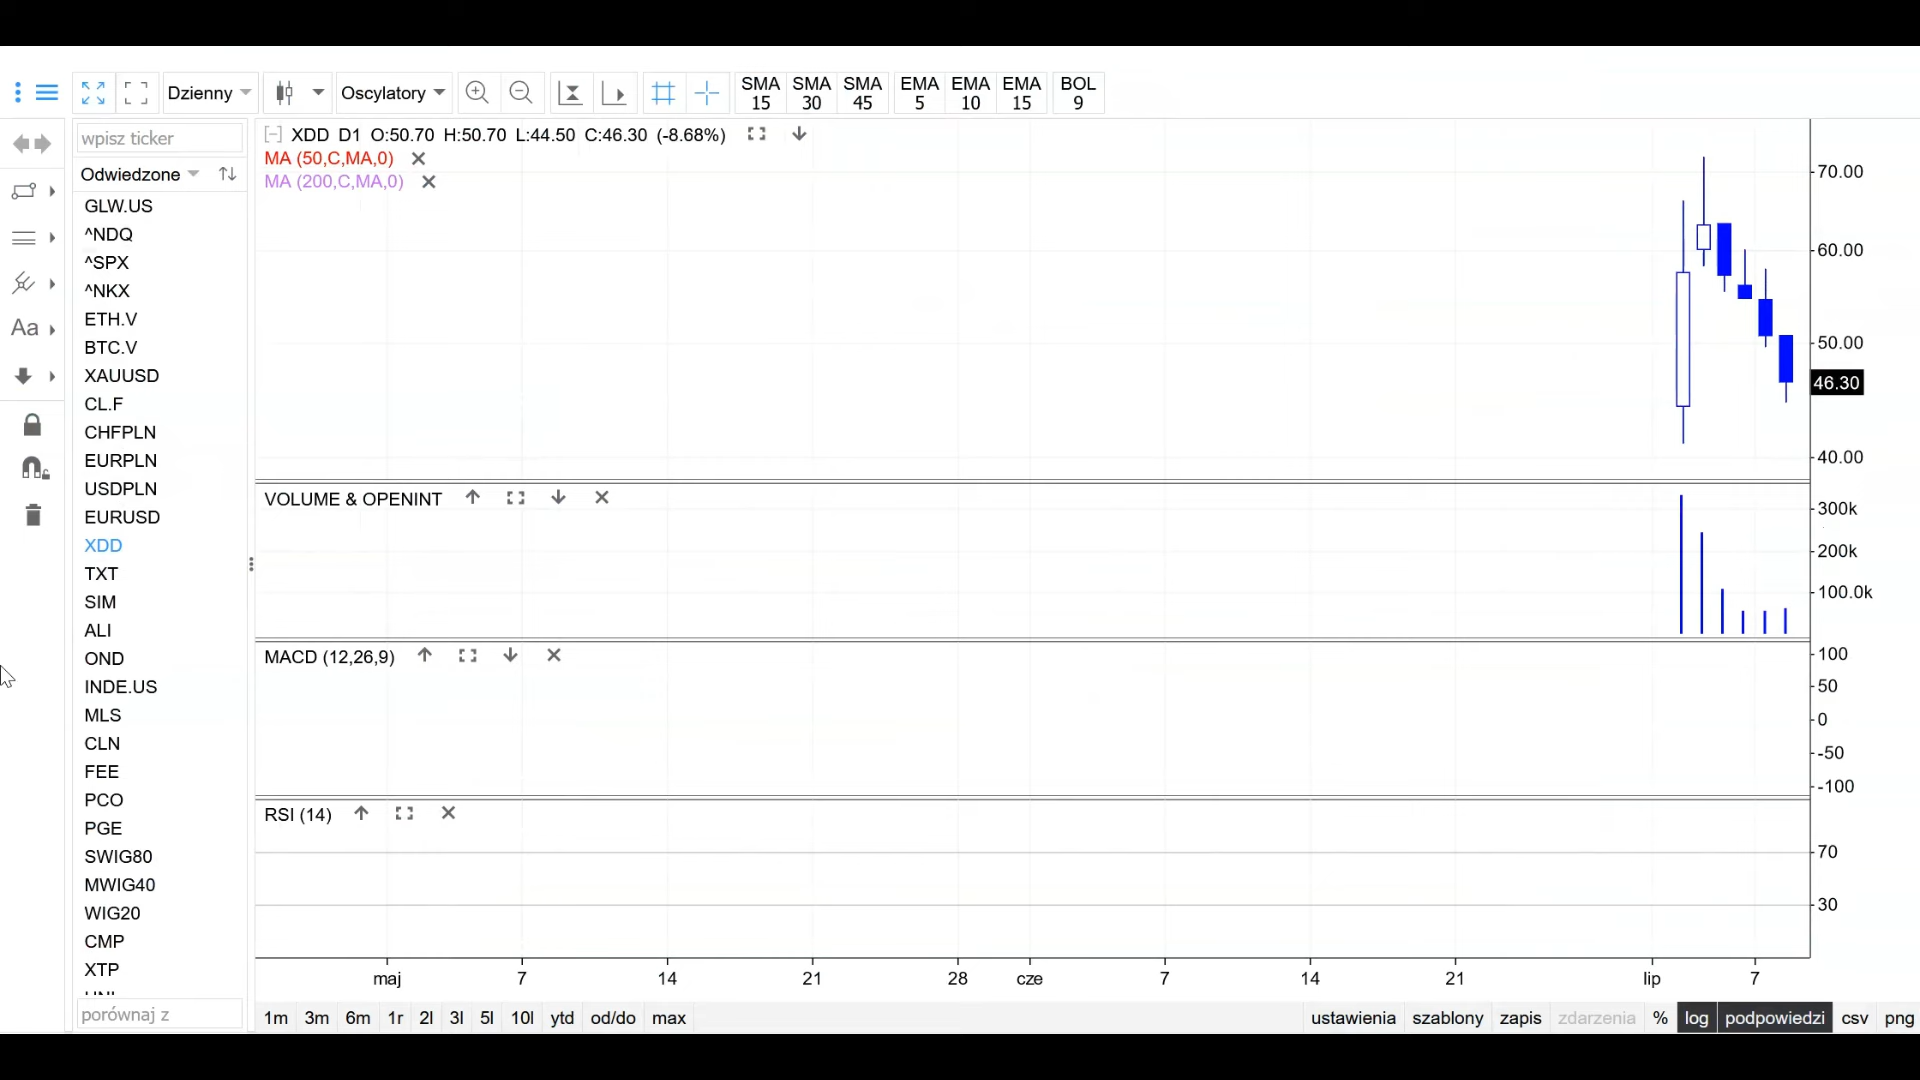 Dzienny
Oscylatory
SMA 15
SMA 30
SMA 45
EMA 5
EMA 10
EMA 15
BOL 9
wpisz ticker
Odwiedzone
GLW.US
^NDQ
^SPX
^NKX
ETH.V
BTC.V
XAUUSD
CL.F
CHFPLN
EURPLN
USDPLN
EURUSD
XDD
TXT
SIM
ALI
OND
INDE.US
MLS
CLN
FEE
PCO
PGE
SWIG80
MWIG40
WIG20
CMP
XTP
porównaj z
Aa
[-] XDD D1 O:50.70 H:50.70 L:44.50 C:46.30 (-8.68%)
MA (50,C,MA,0)
MA (200,C,MA,0)
70.00
60.00
50.00
46.30
40.00
VOLUME & OPENINT
300k
200k
100.0k
MACD (12,26,9)
100
50
0
-50
-100
RSI (14)
70
30
maj 7 14 21 28 cze 7 14 21 lip 7
1m 3m 6m 1r 2l 3l 5l 10l ytd od/do max
ustawienia szablony zapis zdarzenia % log podpowiedzi csv png